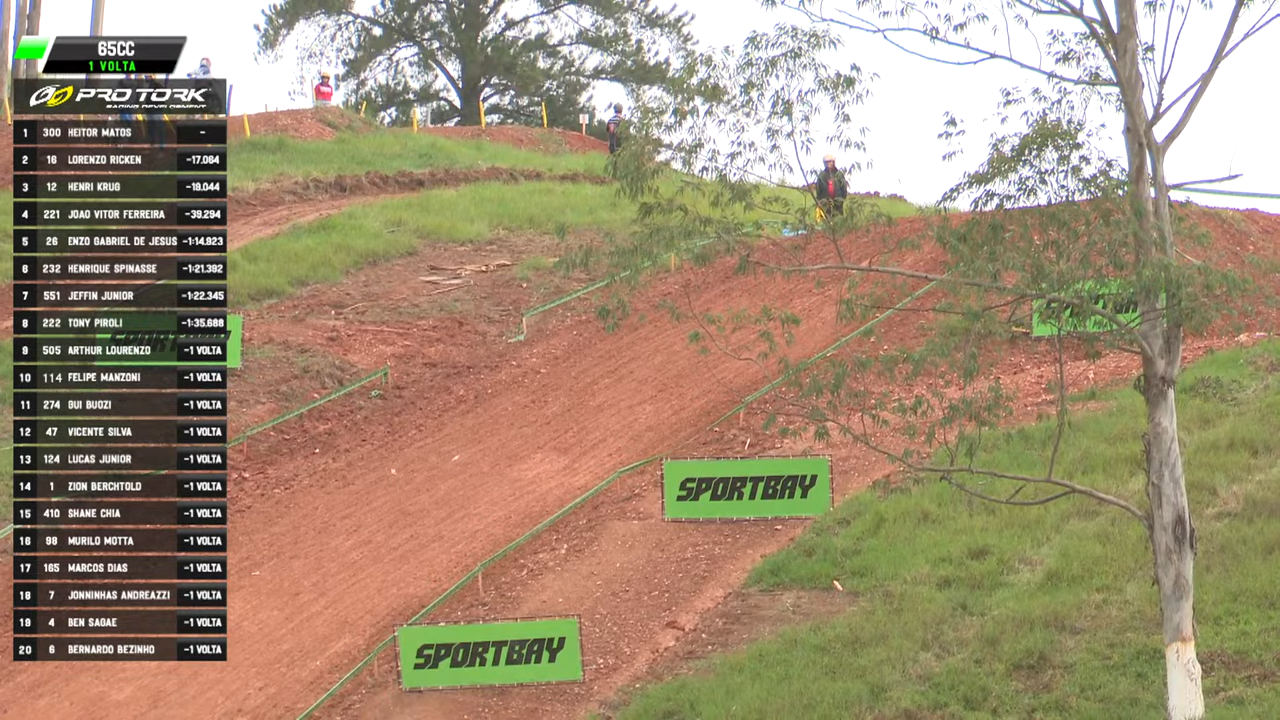 65CC
1 VOLTA
PRO TORK
RACING DEVELOPMENT
1 300 HEITOR MATOS -
2 16 LORENZO RICKEN -17.064
3 12 HENRI KRUG -19.044
4 221 JOAO VITOR FERREIRA -39.294
5 26 ENZO GABRIEL DE JESUS -1:14.923
6 232 HENRIQUE SPINASSE -1:21.392
7 551 JEFFIN JUNIOR -1:22.345
8 222 TONY PIROLI -1:35.688
9 505 ARTHUR LOURENZO -1 VOLTA
10 114 FELIPE MANZONI -1 VOLTA
11 274 GUI BUOZI -1 VOLTA
12 47 VICENTE SILVA -1 VOLTA
13 124 LUCAS JUNIOR -1 VOLTA
14 1 ZION BERCHTOLD -1 VOLTA
15 410 SHANE CHIA -1 VOLTA
16 98 MURILO MOTTA -1 VOLTA
17 165 MARCOS DIAS -1 VOLTA
18 7 JONNINHAS ANDREAZZI -1 VOLTA
19 4 BEN SAGAE -1 VOLTA
20 6 BERNARDO BEZINHO -1 VOLTA
SPORTBAY
SPORTBAY